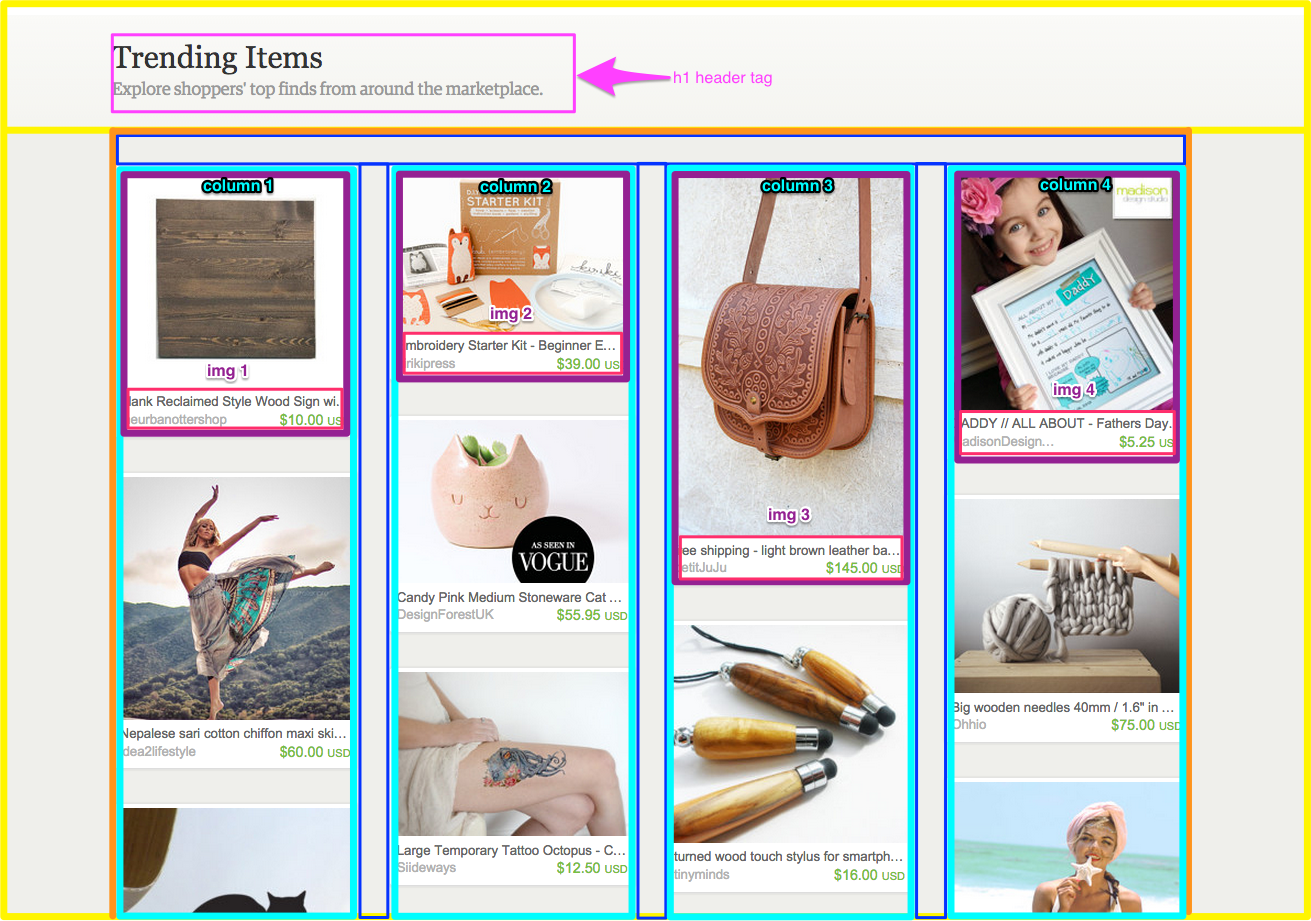 Trending Items
Explore shoppers' top finds from around the marketplace.
h1 header tag
column 1
img 1
lank Reclaimed Style Wood Sign wi...
eurbanottershop $10.00 US
Nepalese sari cotton chiffon maxi ski...
dea2lifestyle $60.00 USD
column 2
STARTER KIT
img 2
mbroidery Starter Kit - Beginner E...
rikipress $39.00 US
AS SEEN IN
VOGUE
Candy Pink Medium Stoneware Cat ...
DesignForestUK $55.95 USD
Large Temporary Tattoo Octopus - C...
Siideways $12.50 USD
column 3
img 3
ee shipping - light brown leather ba...
etitJuJu $145.00 USD
turned wood touch stylus for smartph...
tinyminds $16.00 USD
column 4
madison
design studio
Daddy
ALL ABOUT MY
img 4
ADDY // ALL ABOUT - Fathers Day...
adisonDesign... $5.25 US
Big wooden needles 40mm / 1.6" in ...
Ohhio $75.00 USD